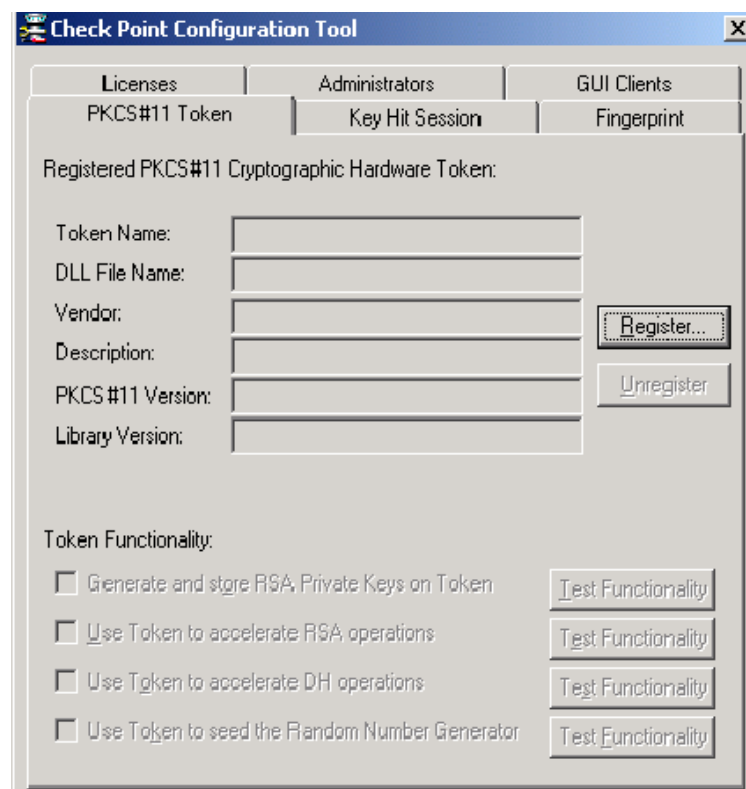 Check Point Configuration Tool
Licenses Administrators GUI Clients
PKCS#11 Token Key Hit Session Fingerprint
Registered PKCS#11 Cryptographic Hardware Token:
Token Name:
DLL File Name:
Vendor:
Register...
Description:
Unregister
PKCS#11 Version:
Library Version:
Token Functionality:
Generate and store RSA Private Keys on Token Test Functionality
Use Token to accelerate RSA operations Test Functionality
Use Token to accelerate DH operations Test Functionality
Use Token to seed the Random Number Generator Test Functionality